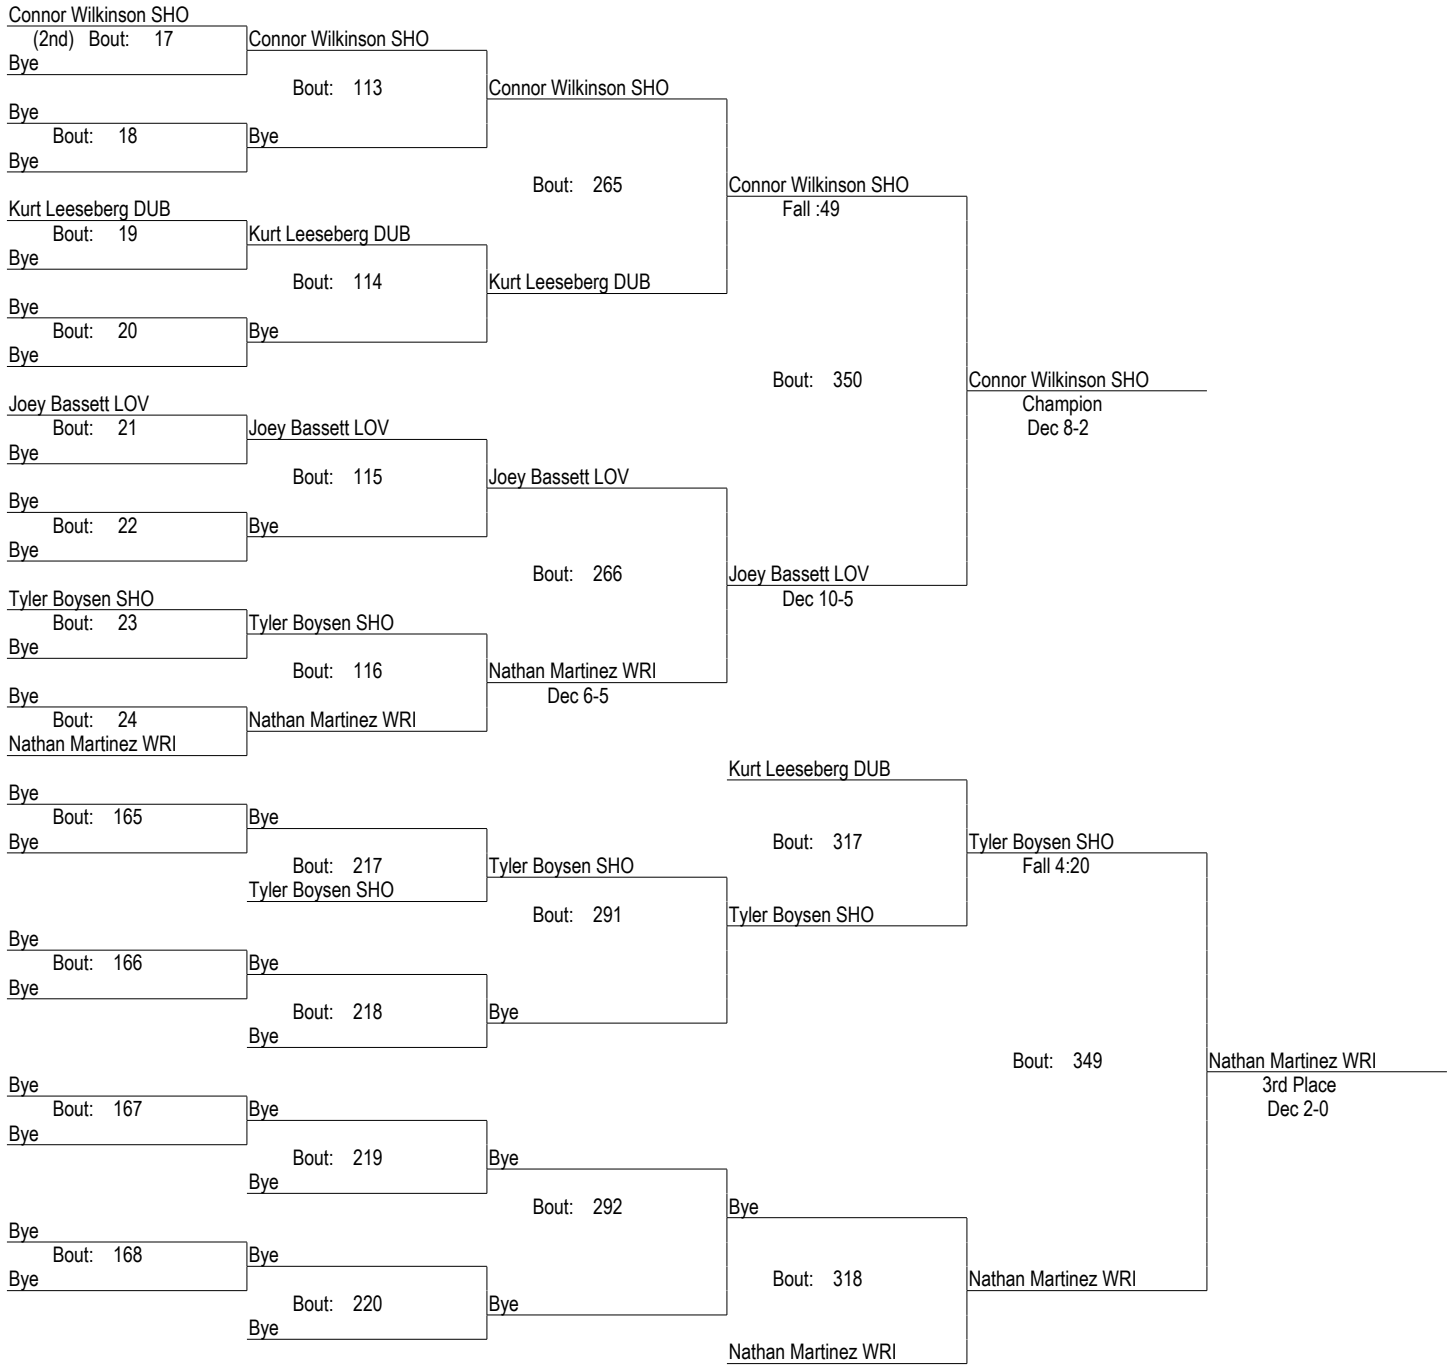 Connor Wilkinson SHO
(2nd) Bout: 17
Connor Wilkinson SHO
Bye
Bout: 113
Connor Wilkinson SHO
Bye
Bout: 18
Bye
Bye
Bout: 265
Connor Wilkinson SHO
Fall :49
Kurt Leeseberg DUB
Bout: 19
Kurt Leeseberg DUB
Bye
Bout: 114
Kurt Leeseberg DUB
Bye
Bout: 20
Bye
Bye
Bout: 350
Connor Wilkinson SHO
Champion
Dec 8-2
Joey Bassett LOV
Bout: 21
Joey Bassett LOV
Bye
Bout: 115
Joey Bassett LOV
Bye
Bout: 22
Bye
Bye
Bout: 266
Joey Bassett LOV
Dec 10-5
Tyler Boysen SHO
Bout: 23
Tyler Boysen SHO
Bye
Bout: 116
Nathan Martinez WRI
Dec 6-5
Bye
Bout: 24
Nathan Martinez WRI
Nathan Martinez WRI
Kurt Leeseberg DUB
Bye
Bout: 165
Bye
Bye
Bout: 317
Tyler Boysen SHO
Fall 4:20
Bout: 217
Tyler Boysen SHO
Tyler Boysen SHO
Bout: 291
Tyler Boysen SHO
Bye
Bout: 166
Bye
Bye
Bout: 218
Bye
Bye
Bout: 349
Nathan Martinez WRI
3rd Place
Dec 2-0
Bye
Bout: 167
Bye
Bye
Bout: 219
Bye
Bye
Bout: 292
Bye
Bye
Bout: 168
Bye
Bye
Bout: 318
Nathan Martinez WRI
Bout: 220
Bye
Bye
Nathan Martinez WRI